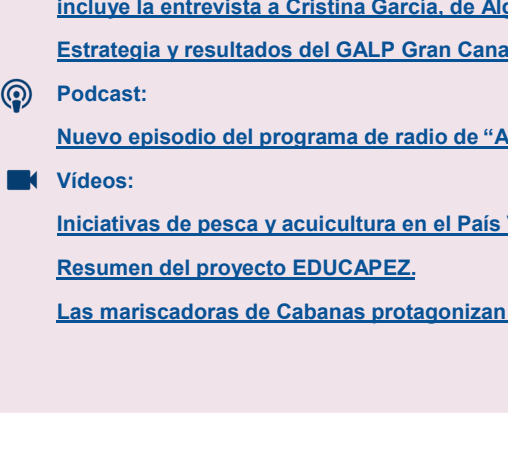 incluye la entrevista a Cristina García, de
Estrategia y resultados del GALP Gran
Podcast:
Nuevo episodio del programa de radio de “A
Vídeos:
Iniciativas de pesca y acuicultura en el País
Resumen del proyecto EDUCAPEZ.
Las mariscadoras de Cabanas protagonizan